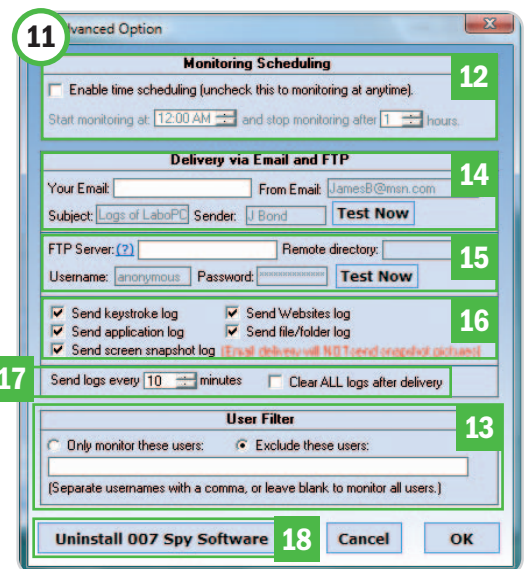 11
vanced Option
Monitoring Scheduling
12
Enable time scheduling (uncheck this to monitoring at anytime).
Start monitoring at: 12:00 AM and stop monitoring after 1 hours.
Delivery via Email and FTP
14
Your Email: From Email: JamesB@msn.com
Subject: Logs of LaboPC Sender: J Bond Test Now
FTP Server:(?) Remote directory:
15
Username: anonymous Password: **************** Test Now
Send keystroke log Send Websites log
16
Send application log Send file/folder log
Send screen snapshot log (Email delivery will NOT send snapshot pictures)
17
Send logs every 10 minutes Clear ALL logs after delivery
User Filter
13
Only monitor these users: Exclude these users:
(Separate usernames with a comma, or leave blank to monitor all users.)
Uninstall 007 Spy Software 18 Cancel OK